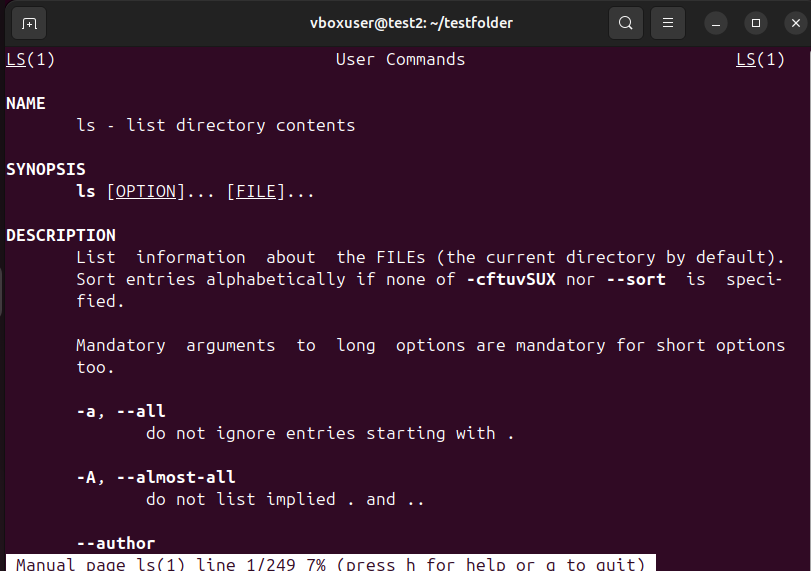 vboxuser@test2: ~/testfolder
LS(1) User Commands LS(1)
NAME
ls - list directory contents
SYNOPSIS
ls [OPTION]... [FILE]...
DESCRIPTION
List information about the FILEs (the current directory by default).
Sort entries alphabetically if none of -cftuvSUX nor --sort is speci-
fied.
Mandatory arguments to long options are mandatory for short options
too.
-a, --all
do not ignore entries starting with .
-A, --almost-all
do not list implied . and ..
--author
Manual page ls(1) line 1/249 7% (press h for help or q to quit)